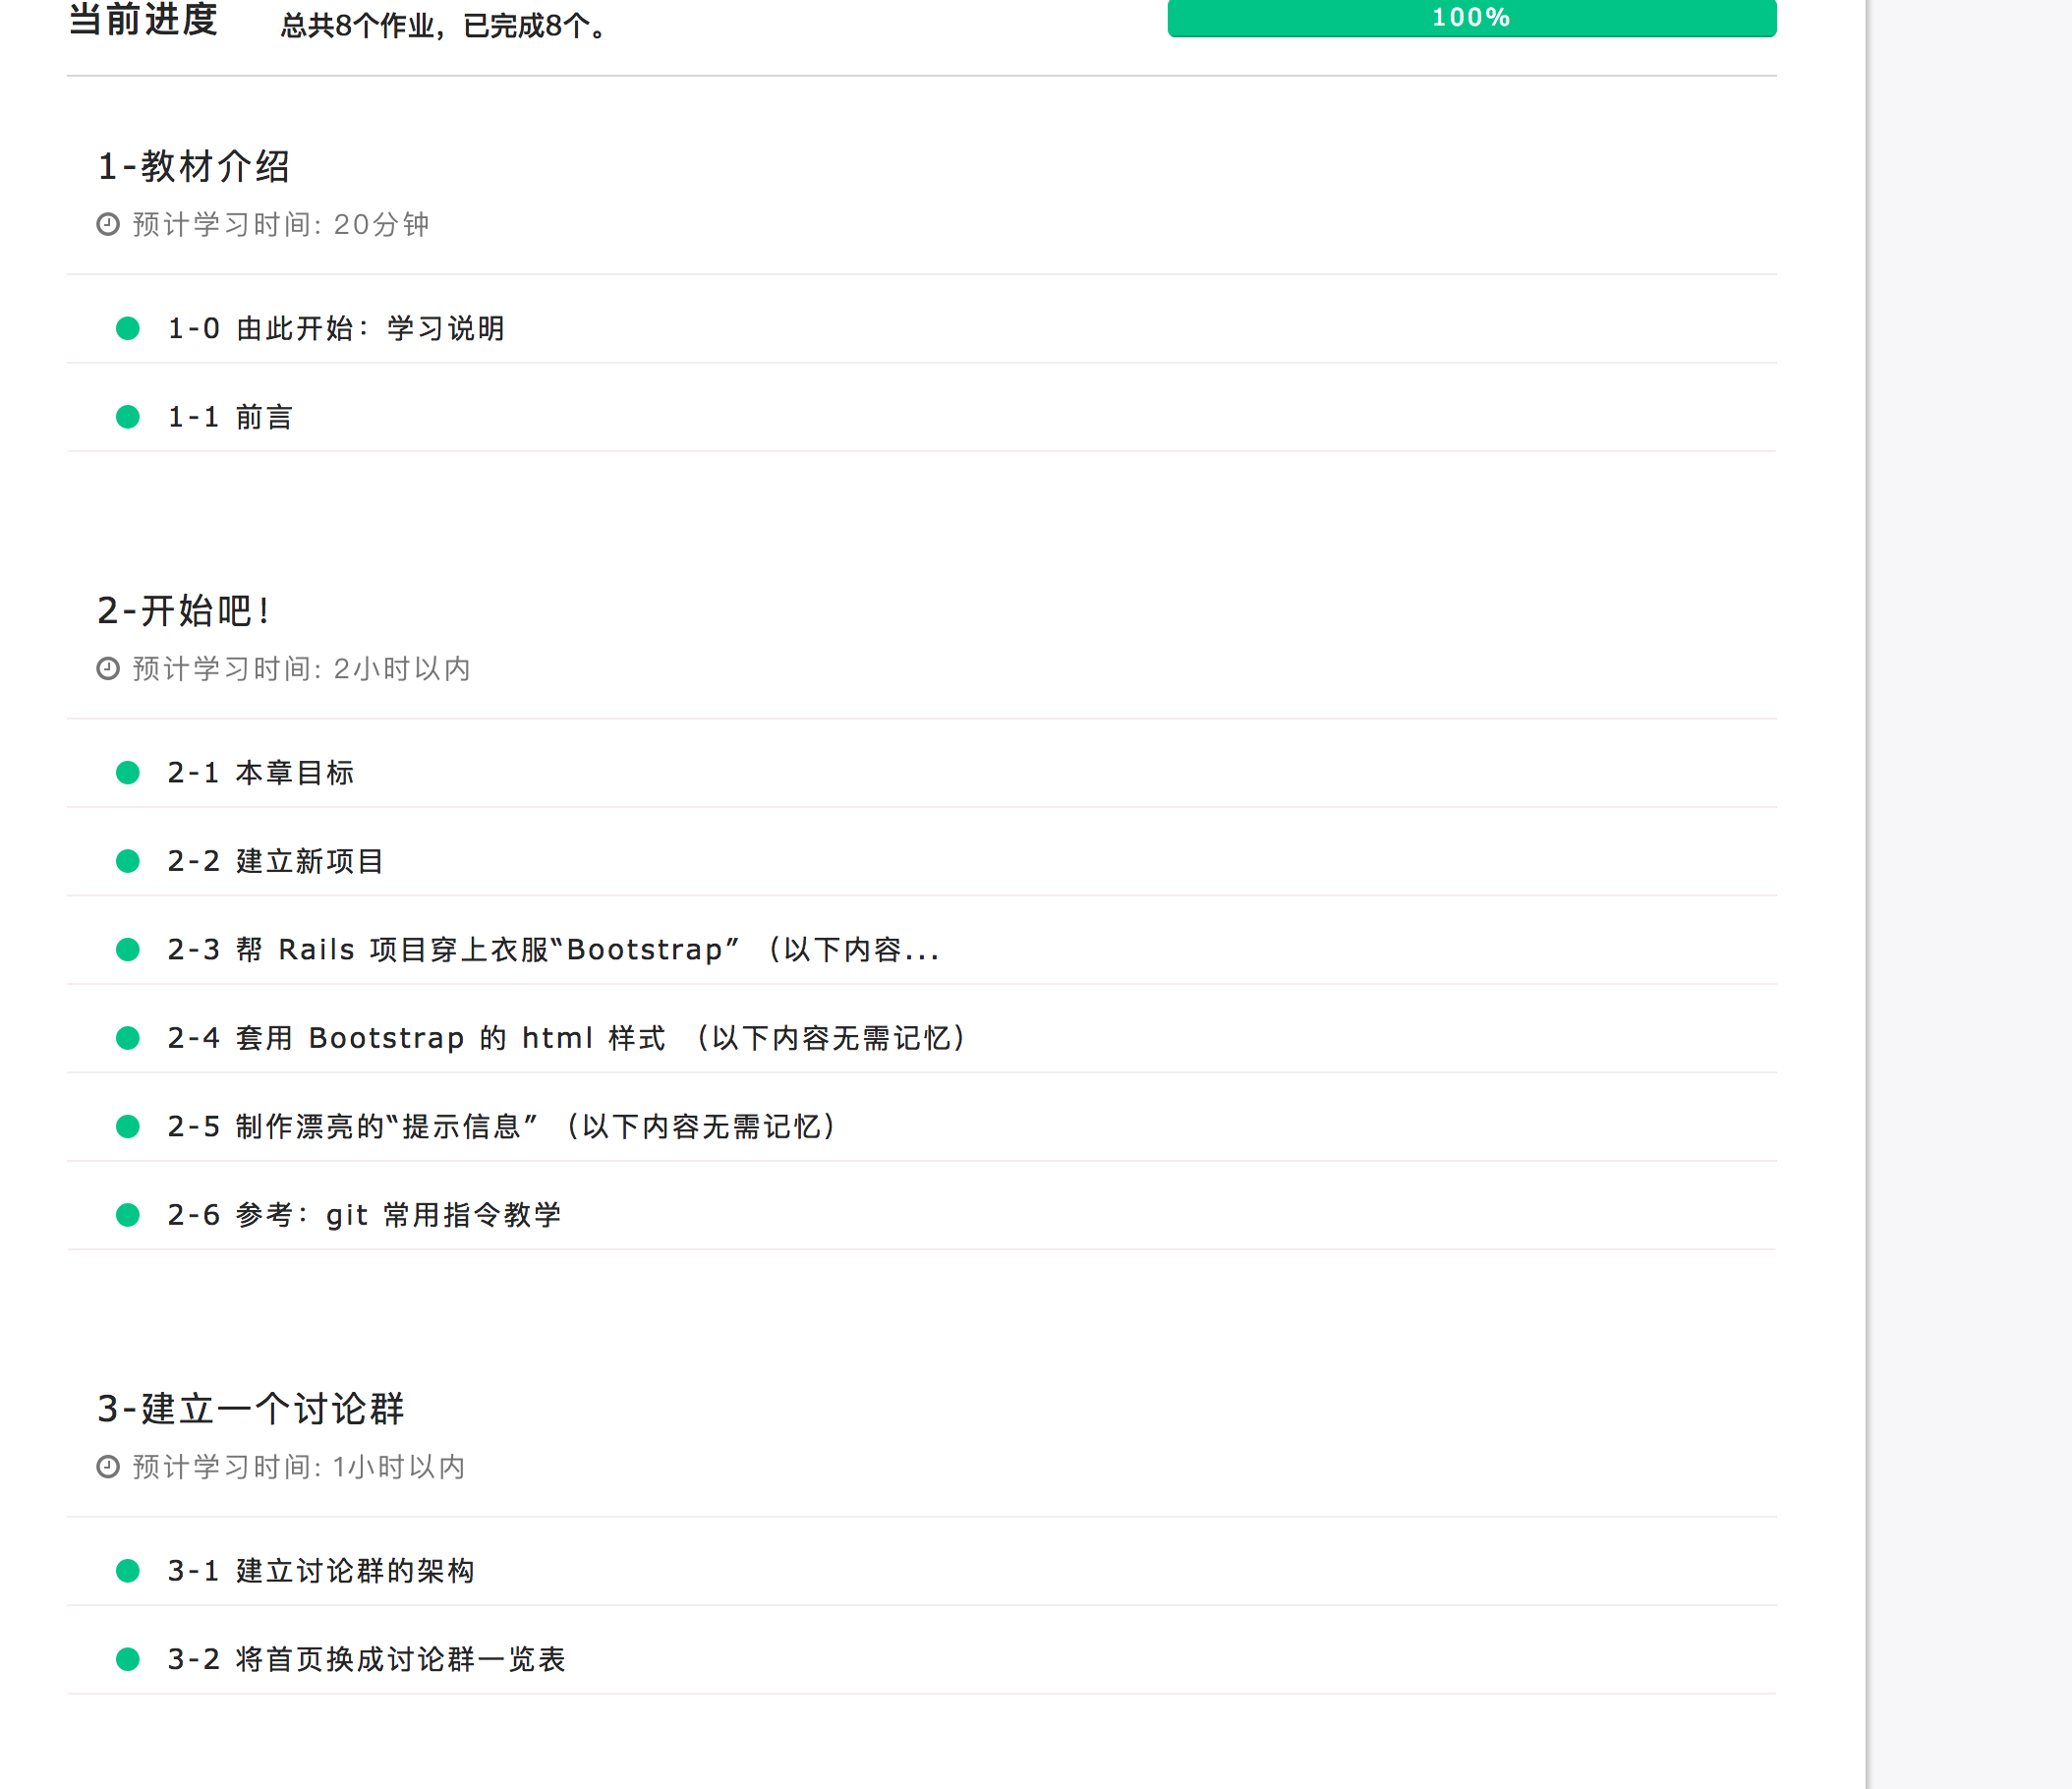 当前进度 总共8个作业，已完成8个。 100%
1-教材介绍
预计学习时间: 20分钟
1-0 由此开始：学习说明
1-1 前言
2-开始吧！
预计学习时间: 2小时以内
2-1 本章目标
2-2 建立新项目
2-3 帮 Rails 项目穿上衣服“Bootstrap” （以下内容...
2-4 套用 Bootstrap 的 html 样式 （以下内容无需记忆）
2-5 制作漂亮的“提示信息” （以下内容无需记忆）
2-6 参考：git 常用指令教学
3-建立一个讨论群
预计学习时间: 1小时以内
3-1 建立讨论群的架构
3-2 将首页换成讨论群一览表